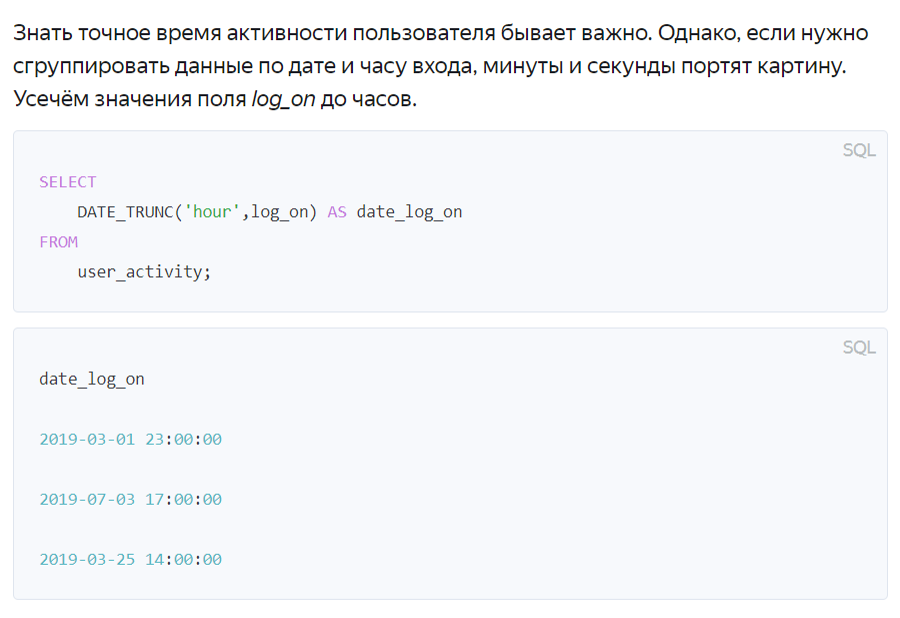 Знать точное время активности пользователя бывает важно. Однако, если нужно
сгруппировать данные по дате и часу входа, минуты и секунды портят картину.
Усечём значения поля log_on до часов.
SQL
SELECT
DATE_TRUNC('hour',log_on) AS date_log_on
FROM
user_activity;
SQL
date_log_on
2019-03-01 23:00:00
2019-07-03 17:00:00
2019-03-25 14:00:00